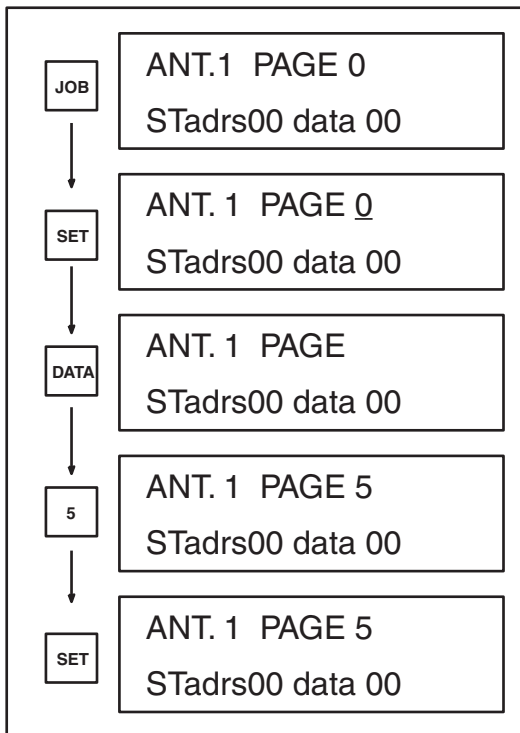 JOB
ANT.1 PAGE 0
STadrs00 data 00
SET
ANT. 1 PAGE 0
STadrs00 data 00
DATA
ANT. 1 PAGE
STadrs00 data 00
5
ANT. 1 PAGE 5
STadrs00 data 00
SET
ANT. 1 PAGE 5
STadrs00 data 00